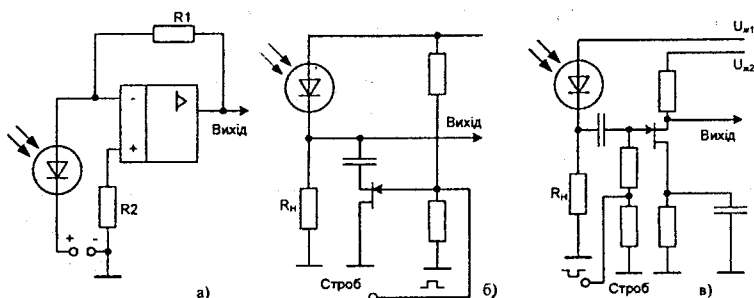 R1
-
+
Вихід
R2
+ -
а)
Вихід
Rн
Строб
б)
Uж1
Uж2
Вихід
Rн
Строб
в)